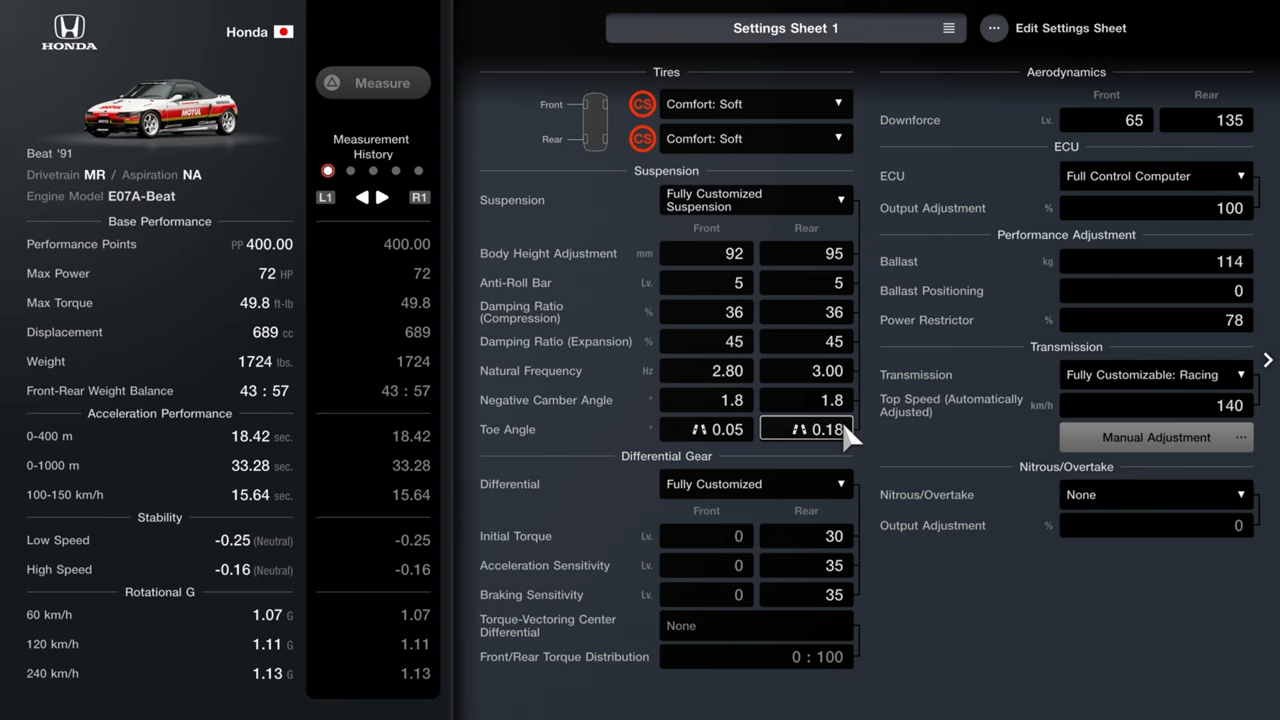 HONDA
Honda
Beat '91
Drivetrain MR / Aspiration NA
Engine Model E07A-Beat
Base Performance
Performance Points PP 400.00
Max Power 72 HP
Max Torque 49.8 ft-lb
Displacement 689 cc
Weight 1724 lbs.
Front-Rear Weight Balance 43 : 57
Acceleration Performance
0-400 m 18.42 sec.
0-1000 m 33.28 sec.
100-150 km/h 15.64 sec.
Stability
Low Speed -0.25 (Neutral)
High Speed -0.16 (Neutral)
Rotational G
60 km/h 1.07 G
120 km/h 1.11 G
240 km/h 1.13 G
Measure
Measurement
History
L1 R1
400.00
72
49.8
689
1724
43 : 57
18.42
33.28
15.64
-0.25
-0.16
1.07
1.11
1.13
Settings Sheet 1
Edit Settings Sheet
Tires
Front CS Comfort: Soft
Rear CS Comfort: Soft
Suspension
Suspension Fully Customized
Suspension
Front Rear
Body Height Adjustment mm 92 95
Anti-Roll Bar Lv. 5 5
Damping Ratio
(Compression) % 36 36
Damping Ratio (Expansion) % 45 45
Natural Frequency Hz 2.80 3.00
Negative Camber Angle ° 1.8 1.8
Toe Angle ° 0.05 0.18
Differential Gear
Differential Fully Customized
Front Rear
Initial Torque Lv. 0 30
Acceleration Sensitivity Lv. 0 35
Braking Sensitivity Lv. 0 35
Torque-Vectoring Center
Differential None
Front/Rear Torque Distribution 0 : 100
Aerodynamics
Front Rear
Downforce Lv. 65 135
ECU
ECU Full Control Computer
Output Adjustment % 100
Performance Adjustment
Ballast kg 114
Ballast Positioning 0
Power Restrictor % 78
Transmission
Transmission Fully Customizable: Racing
Top Speed (Automatically
Adjusted) km/h 140
Manual Adjustment
Nitrous/Overtake
Nitrous/Overtake None
Output Adjustment % 0
MOTUL